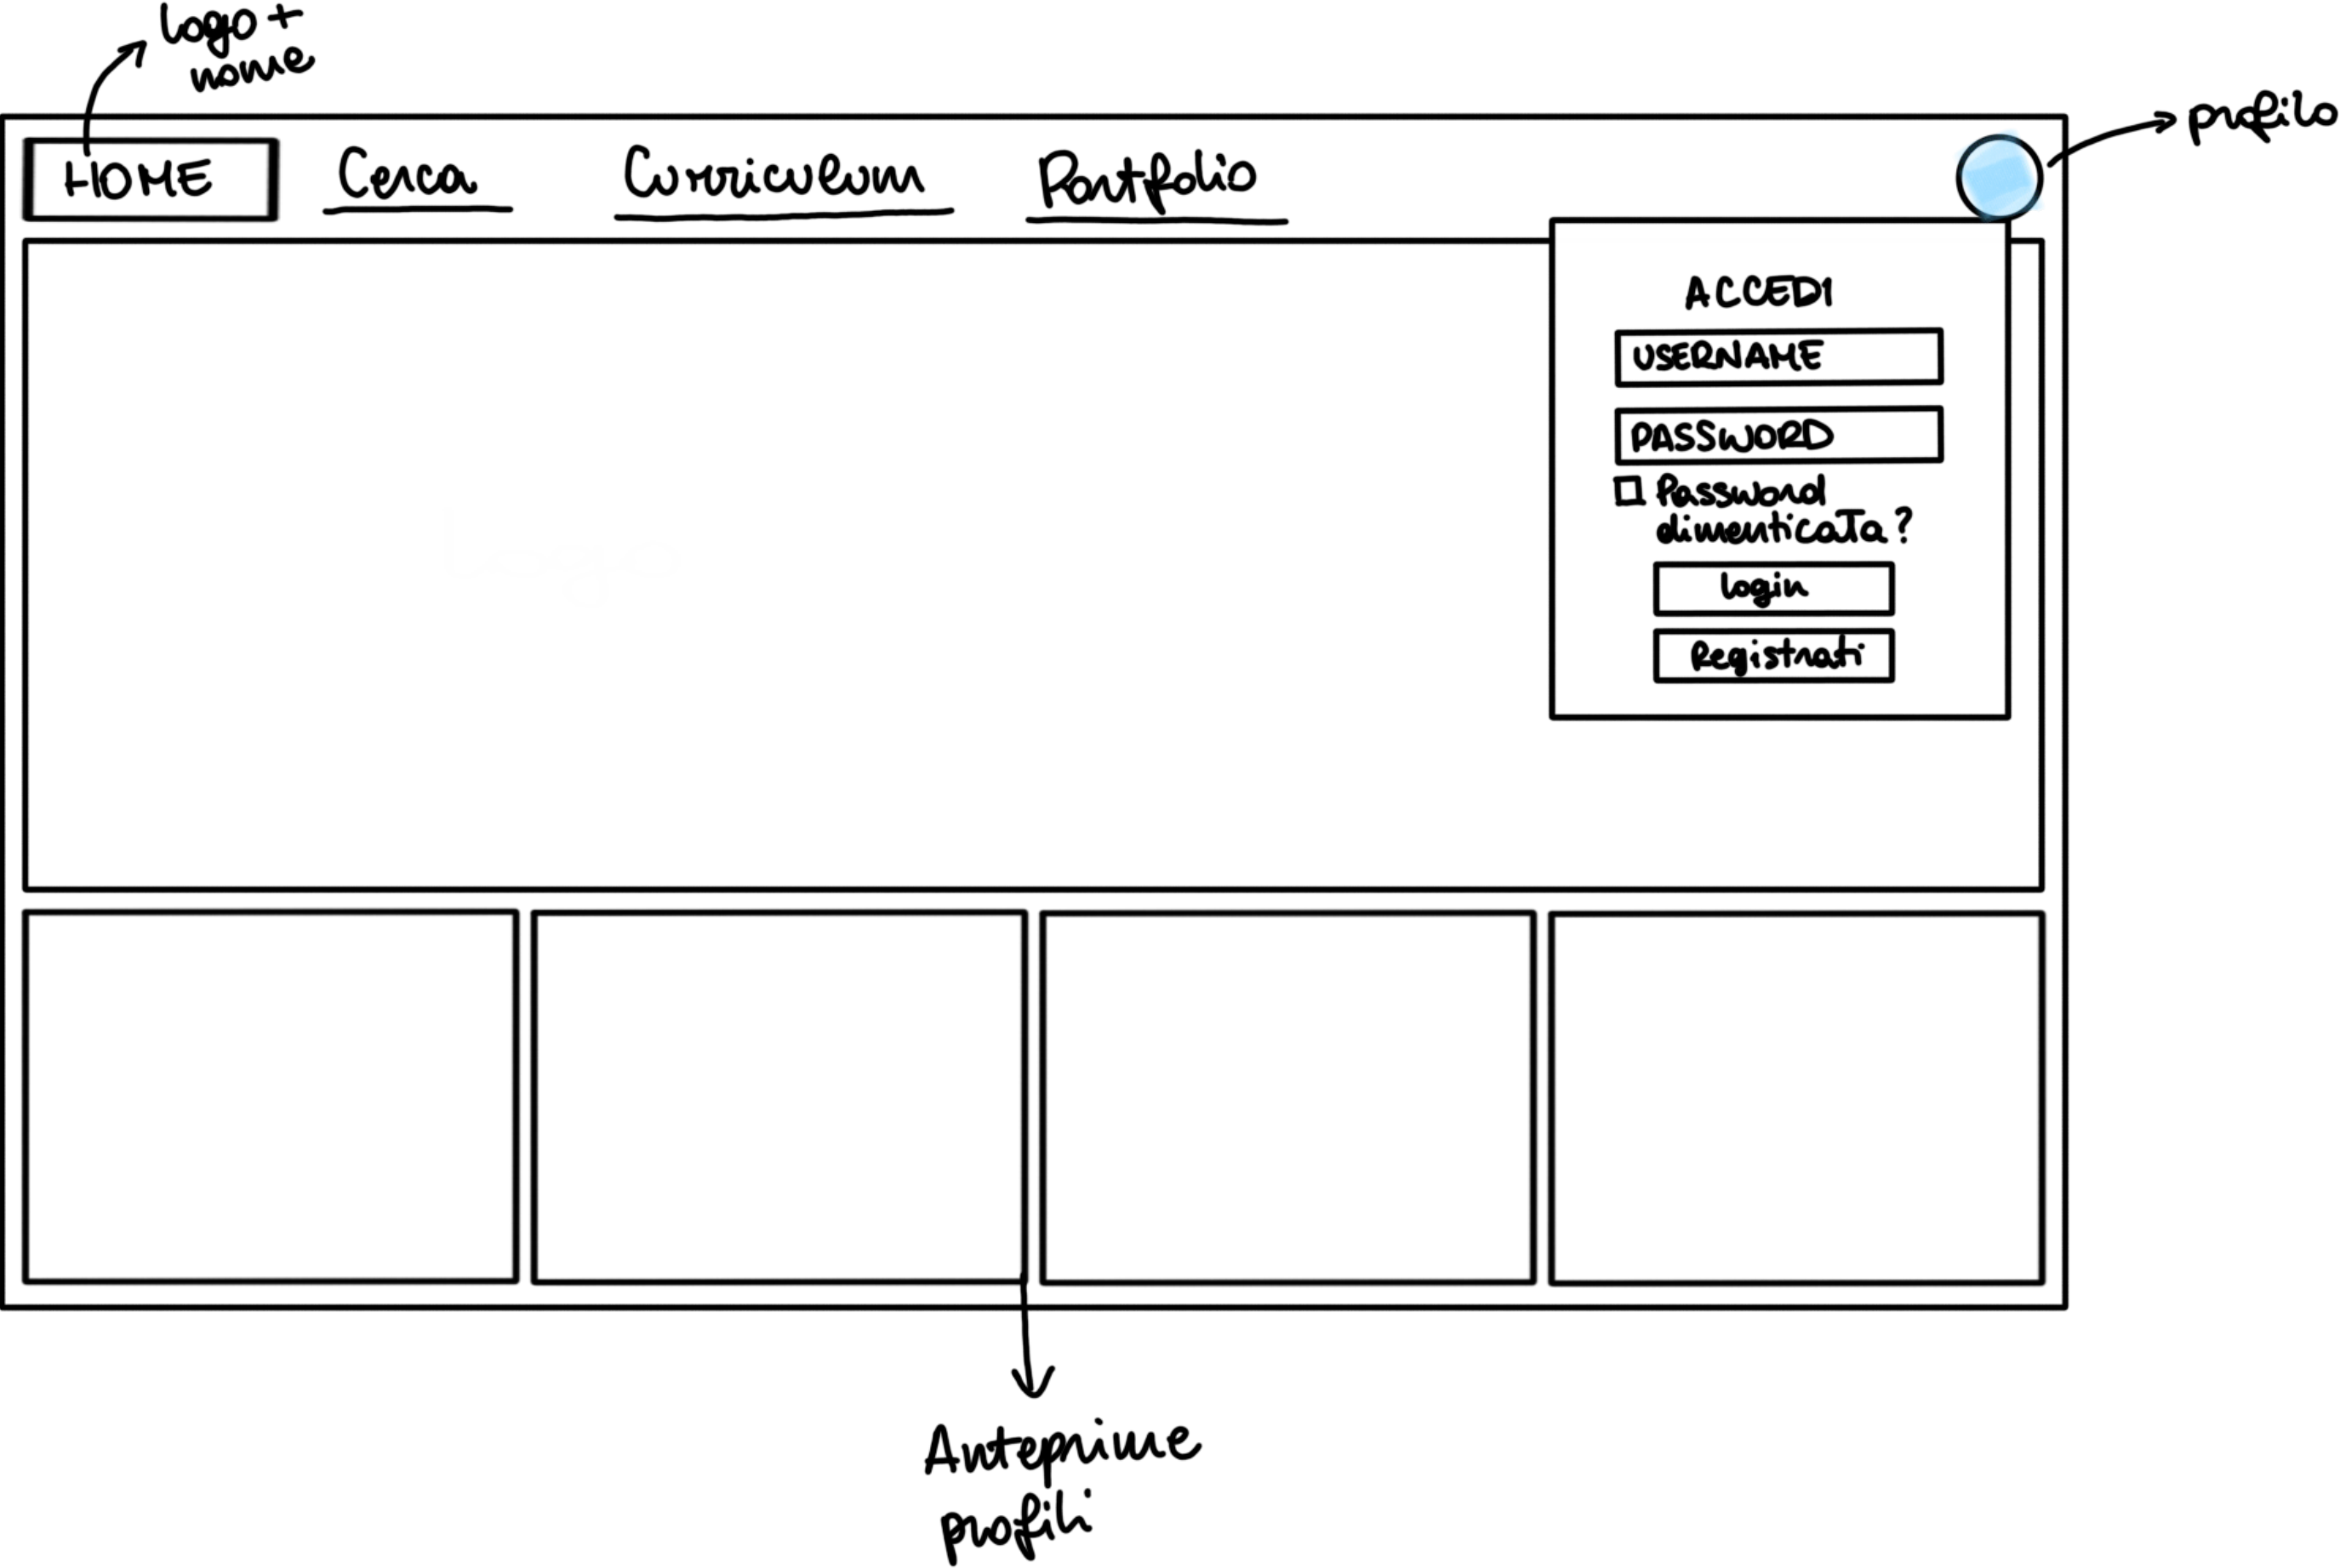 logo +
nome
profilo
HOME Cerca Curriculum Portfolio
ACCEDI
USERNAME
PASSWORD
Password
dimenticata?
login
Registrati
Anteprime
profili